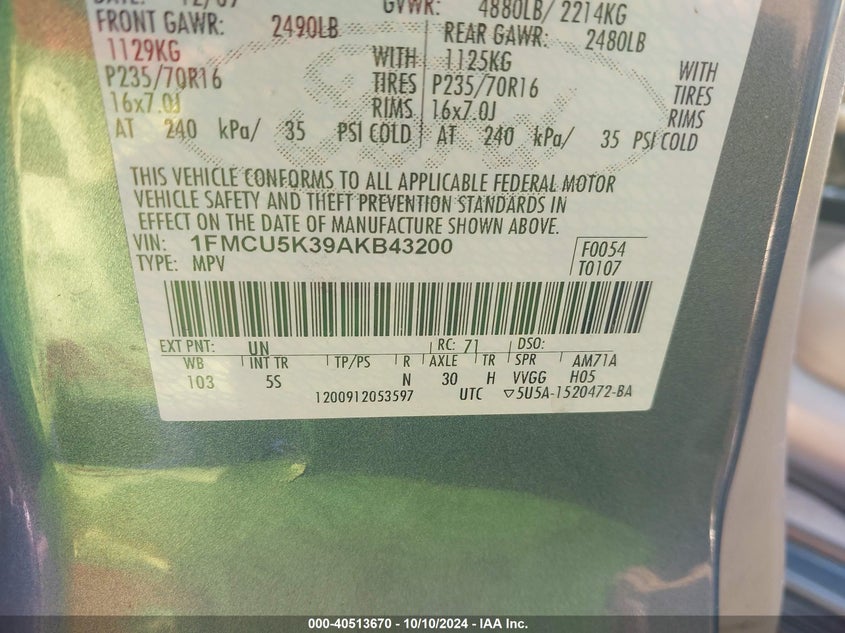 DATE: 12/09 GVWR: 4880LB/ 2214KG
FRONT GAWR: 2490LB REAR GAWR: 2480LB
1129KG WITH 1125KG WITH
P235/70R16 TIRES P235/70R16 TIRES
16x7.0J RIMS 16x7.0J RIMS
AT 240 kPa/ 35 PSI COLD AT 240 kPa/ 35 PSI COLD
THIS VEHICLE CONFORMS TO ALL APPLICABLE FEDERAL MOTOR
VEHICLE SAFETY AND THEFT PREVENTION STANDARDS IN
EFFECT ON THE DATE OF MANUFACTURE SHOWN ABOVE.
VIN: 1FMCU5K39AKB43200 F0054
TYPE: MPV T0107
EXT PNT: UN RC: 71 DSO:
WB INT TR TP/PS R AXLE TR SPR AM71A
103 5S N 30 H VVGG H05
1200912053597 UTC ▽5U5A-1520472-BA
000-40513670 - 10/10/2024 - IAA Inc.